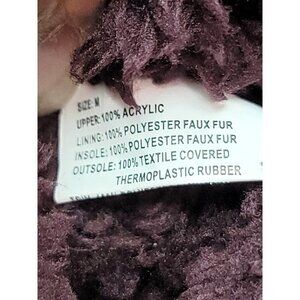 SIZE: M
UPPER: 100% ACRYLIC
LINING: 100% POLYESTER FAUX FUR
INSOLE: 100% POLYESTER FAUX FUR
OUTSOLE: 100% TEXTILE COVERED
THERMOPLASTIC RUBBER